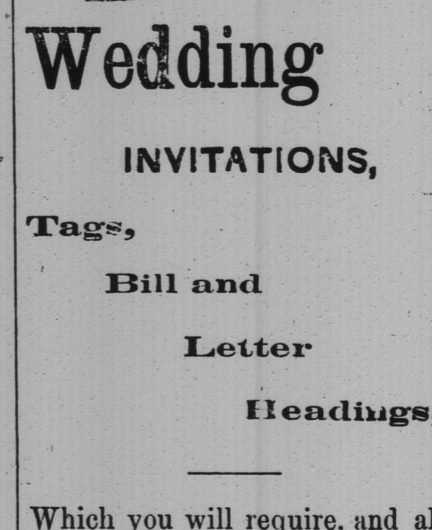 Wedding
INVITATIONS,
Tags,
Bill and
Letter
Headings
Which you will require, and